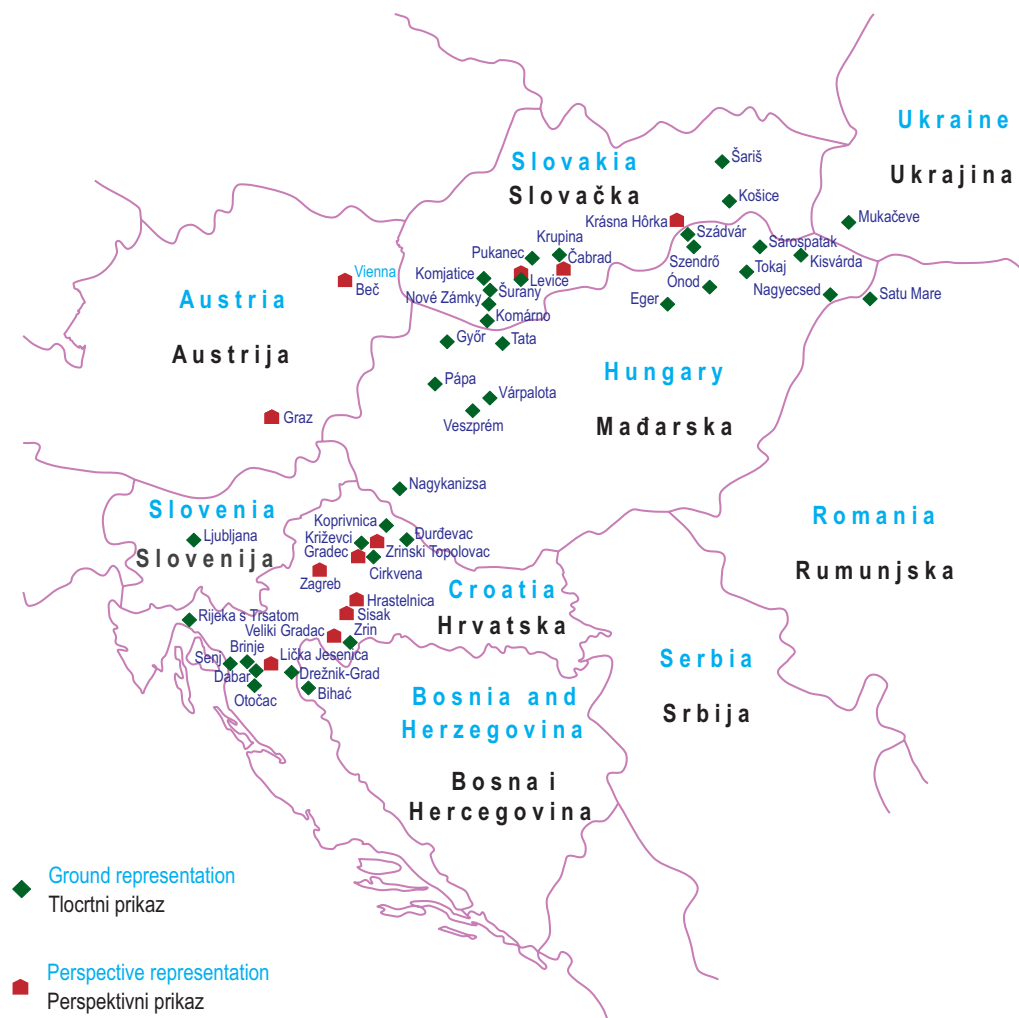 Ukraine
Ukrajina
Slovakia
Slovačka
Šariš
Košice
Krásna Hôrka
Mukačeve
Krupina
Szádvár
Sárospatak
Pukanec
Čabrad
Szendrő
Kisvárda
Vienna
Beč
Komjatice
Levice
Ónod
Tokaj
Šurany
Nové Zámky
Eger
Nagyecsed
Satu Mare
Austria
Austrija
Komárno
Győr
Tata
Hungary
Mađarska
Pápa
Várpalota
Veszprém
Graz
Nagykanizsa
Slovenia
Slovenija
Ljubljana
Koprivnica
Đurđevac
Križevci
Gradec
Zrinski Topolovac
Cirkvena
Zagreb
Romania
Rumunjska
Croatia
Hrvatska
Hrastelnica
Sisak
Rijeka s Trsatom
Veliki Gradac
Zrin
Brinje
Lička Jesenica
Senj
Dabar
Drežnik-Grad
Otočac
Bihać
Serbia
Srbija
Bosnia and
Herzegovina
Bosna i
Hercegovina
Ground representation
Tlocrtni prikaz
Perspective representation
Perspektivni prikaz